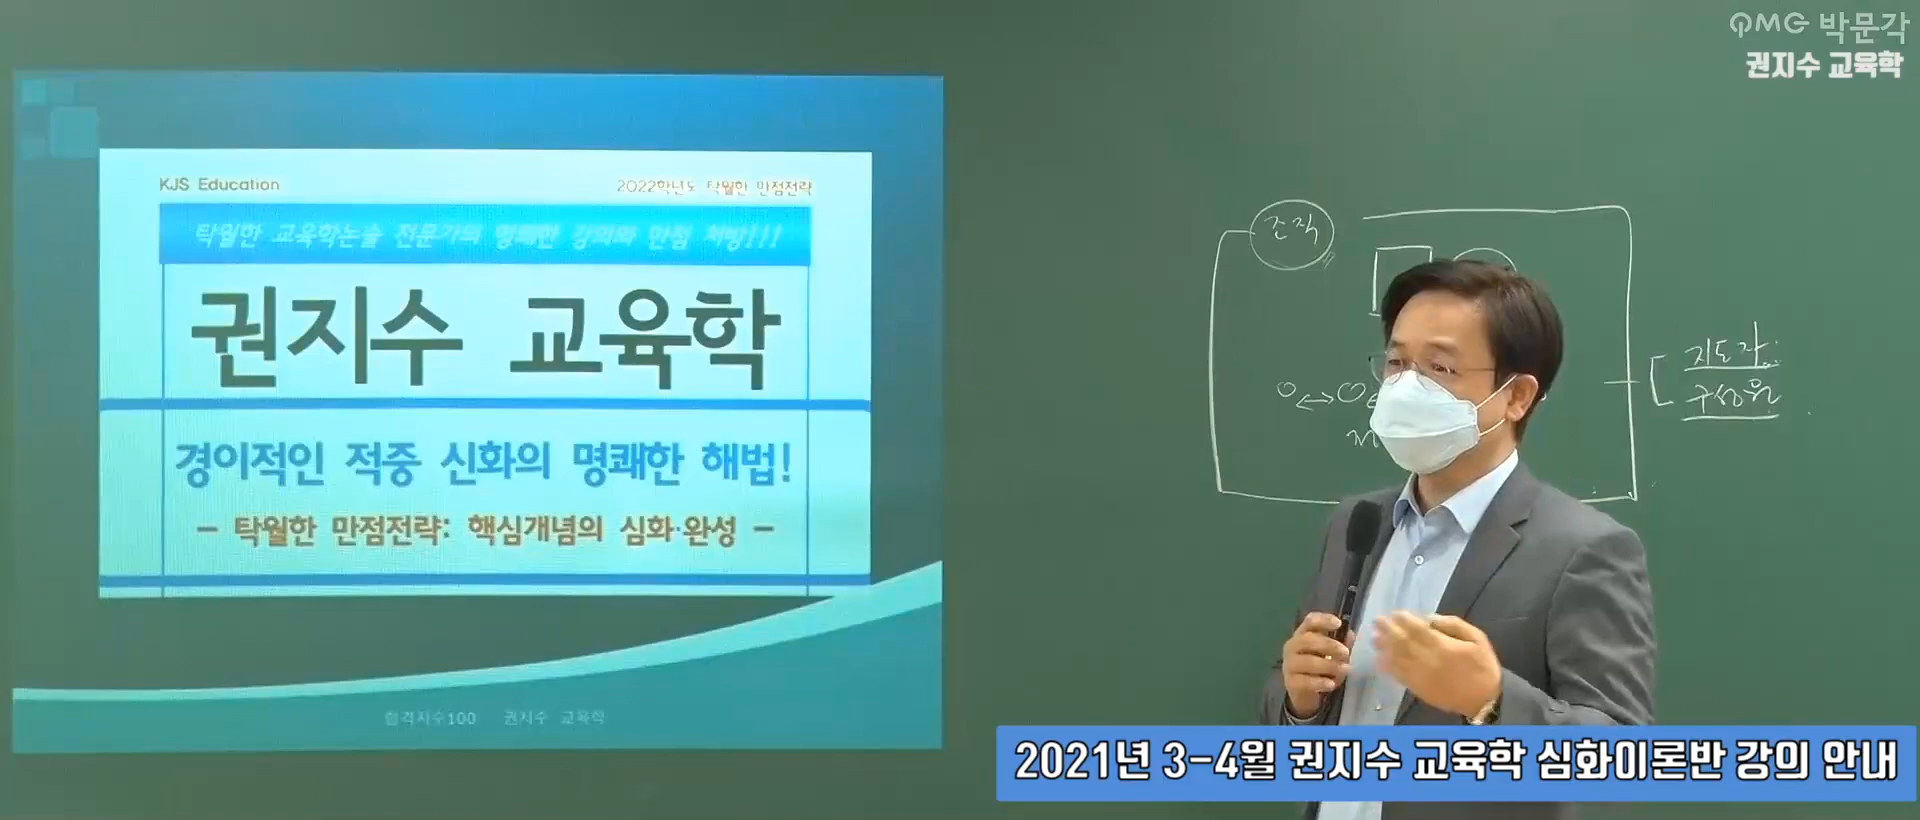 PMG 박문각
권지수 교육학
KJS Education
2022학년도 탁월한 만점전략
탁월한 교육학논술 전문가의 명쾌한 강의와 만점 처방!!!
권지수 교육학
경이적인 적중 신화의 명쾌한 해법!
– 탁월한 만점전략: 핵심개념의 심화·완성 –
합격지수100 권지수 교육학
조직
지도자
구성원
2021년 3-4월 권지수 교육학 심화이론반 강의 안내